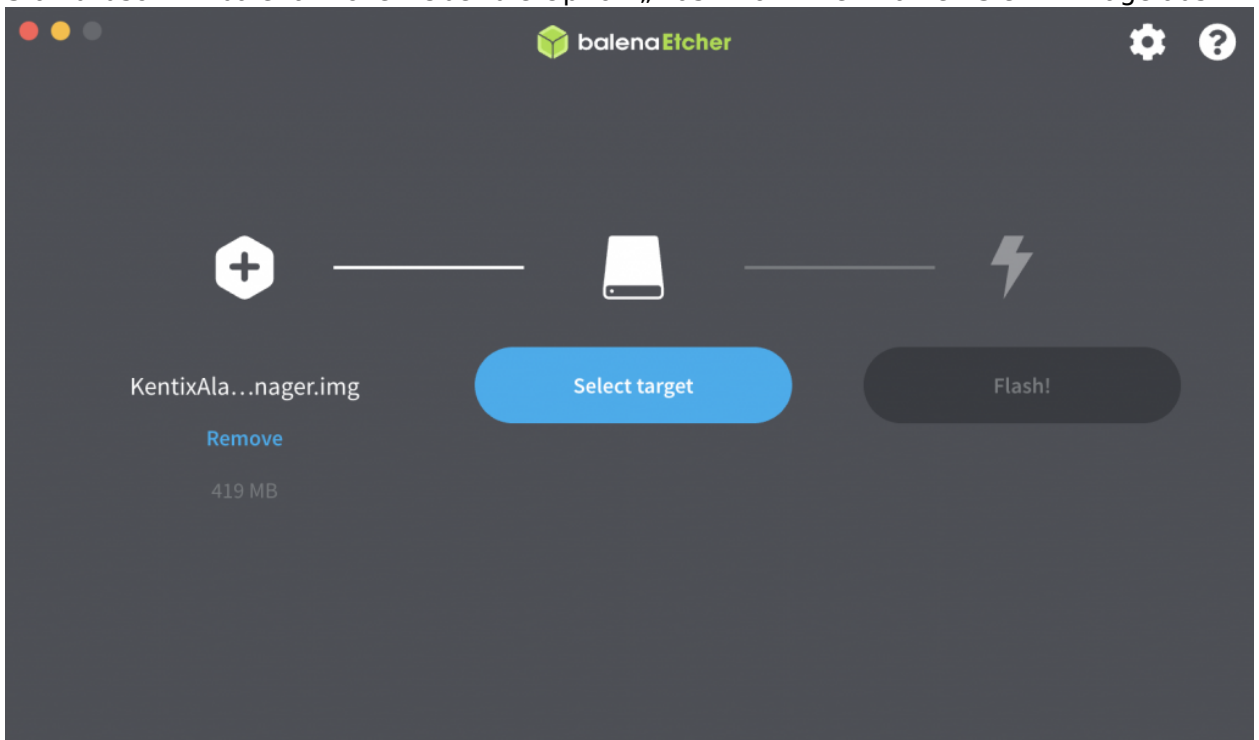 balenaEtcher
KentixAla...nager.img
Select target
Flash!
Remove
419 MB